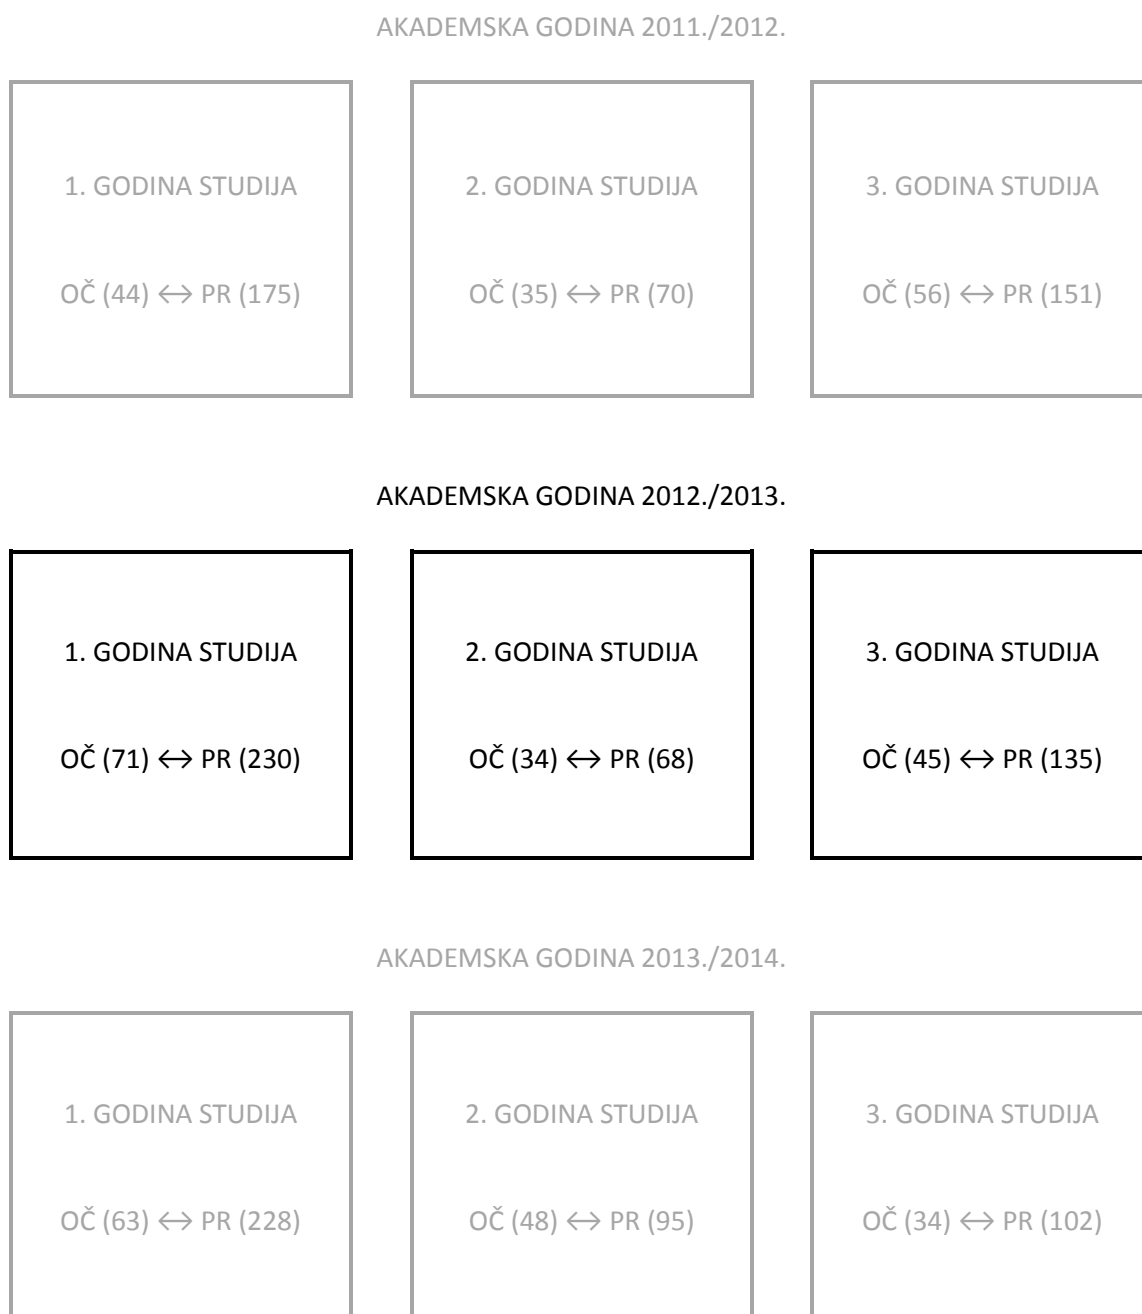 AKADEMSKA GODINA 2011./2012.
1. GODINA STUDIJA
OČ (44) ↔ PR (175)
2. GODINA STUDIJA
OČ (35) ↔ PR (70)
3. GODINA STUDIJA
OČ (56) ↔ PR (151)
AKADEMSKA GODINA 2012./2013.
1. GODINA STUDIJA
OČ (71) ↔ PR (230)
2. GODINA STUDIJA
OČ (34) ↔ PR (68)
3. GODINA STUDIJA
OČ (45) ↔ PR (135)
AKADEMSKA GODINA 2013./2014.
1. GODINA STUDIJA
OČ (63) ↔ PR (228)
2. GODINA STUDIJA
OČ (48) ↔ PR (95)
3. GODINA STUDIJA
OČ (34) ↔ PR (102)